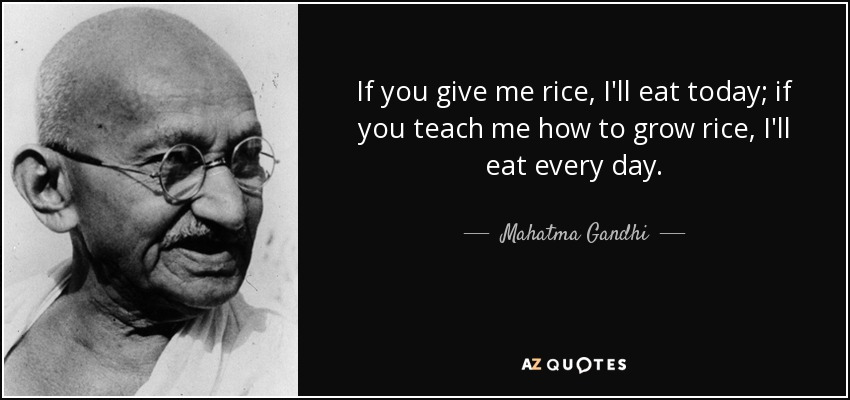 If you give me rice, I'll eat today; if
you teach me how to grow rice, I'll
eat every day.
Mahatma Gandhi
AZ QUOTES